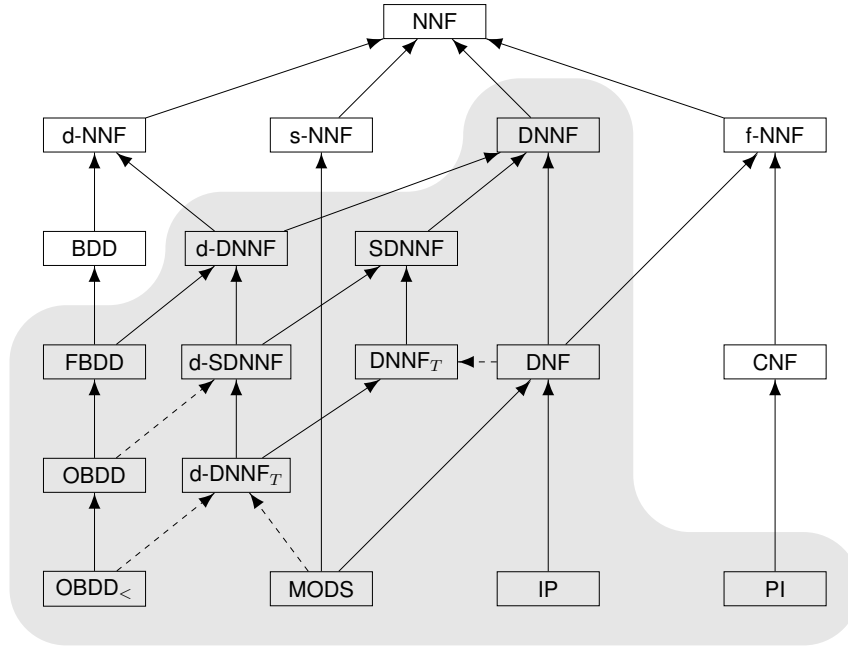 NNF
d-NNF s-NNF DNNF f-NNF
BDD d-DNNF SDNNF
FBDD d-SDNNF DNNF_T DNF CNF
OBDD d-DNNF_T
OBDD_< MODS IP PI